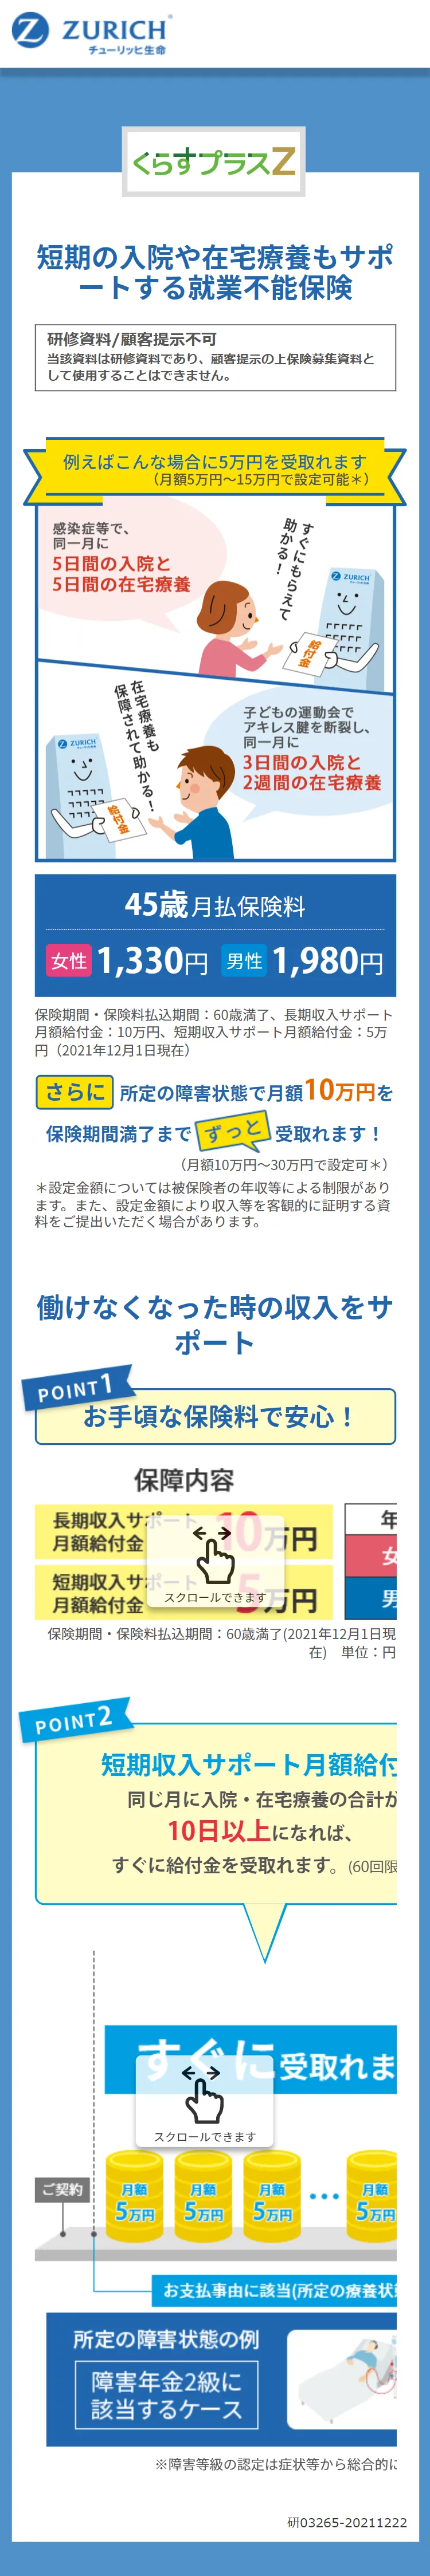 ZURICH
チューリッヒ生命
くらすプラスZ
短期の入院や在宅療養もサポ
ートする就業不能保険
研修資料/顧客提示不可
当該資料は研修資料であり、顧客提示の上保険募集資料と
して使用することはできません。
例えばこんな場合に5万円を受取れます
（月額5万円～15万円で設定可能＊）
感染症等で、
同一月に
5日間の入院と
5日間の在宅療養
すぐにもらえて
助かる！
ZURICH
給付金
在宅療養も
保障されて助かる！
ZURICH
給付金
子どもの運動会で
アキレス腱を断裂し、
同一月に
3日間の入院と
2週間の在宅療養
45歳月払保険料
女性 1,330円 男性 1,980円
保険期間・保険料払込期間：60歳満了、長期収入サポート
月額給付金：10万円、短期収入サポート月額給付金：5万
円（2021年12月1日現在）
さらに 所定の障害状態で月額10万円を
保険期間満了まで ずっと 受取れます！
（月額10万円～30万円で設定可＊）
＊設定金額については被保険者の年収等による制限があり
ます。また、設定金額により収入等を客観的に証明する資
料をご提出いただく場合があります。
働けなくなった時の収入をサ
ポート
POINT1
お手頃な保険料で安心！
保障内容
長期収入サポート
月額給付金 10万円
短期収入サポート
月額給付金 5万円
スクロールできます
年
女
男
保険期間・保険料払込期間：60歳満了(2021年12月1日現
在) 単位：円
POINT2
短期収入サポート月額給付
同じ月に入院・在宅療養の合計が
10日以上になれば、
すぐに給付金を受取れます。(60回限
すぐに受取れま
スクロールできます
ご契約
月額
5万円
月額
5万円
月額
5万円
…
月額
5万円
お支払事由に該当(所定の療養状
所定の障害状態の例
障害年金2級に
該当するケース
※障害等級の認定は症状等から総合的に
研03265-20211222